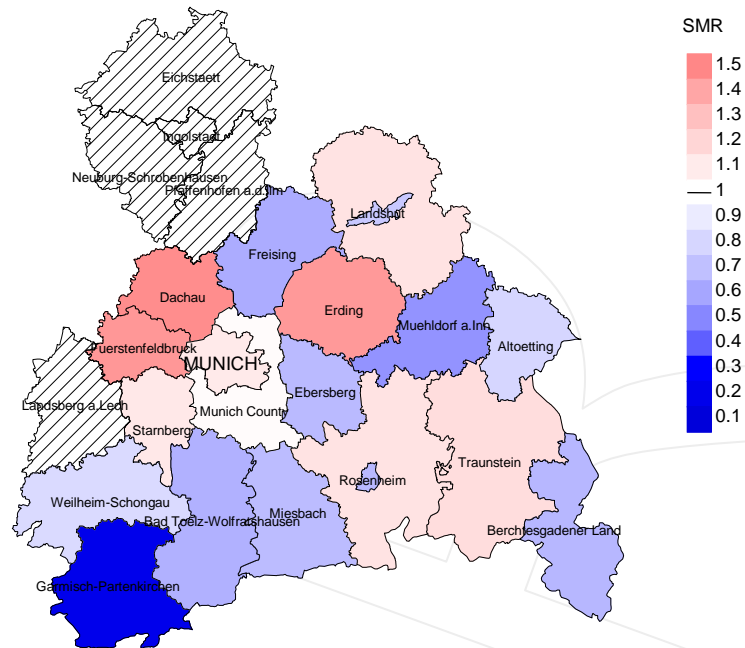 SMR
1.5
1.4
1.3
1.2
1.1
1
0.9
0.8
0.7
0.6
0.5
0.4
0.3
0.2
0.1
Eichstaett
Ingolstadt
Neuburg-Schrobenhausen
Pfaffenhofen a.d.Ilm
Landshut
Freising
Dachau
Erding
Muehldorf a.Inn
Altoetting
Fuerstenfeldbruck
MUNICH
Ebersberg
Landsberg a.Lech
Munich County
Starnberg
Traunstein
Rosenheim
Weilheim-Schongau
Miesbach
Bad Toelz-Wolfratshausen
Berchtesgadener Land
Garmisch-Partenkirchen